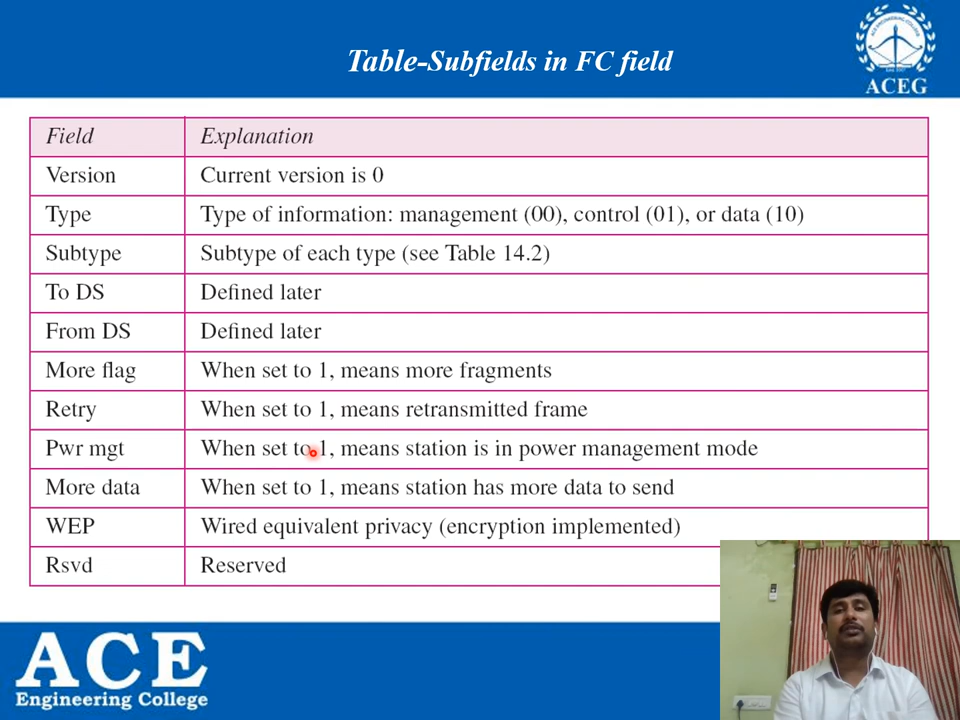 Table-Subfields in FC field
ACEG
Field Explanation
Version Current version is 0
Type Type of information: management (00), control (01), or data (10)
Subtype Subtype of each type (see Table 14.2)
To DS Defined later
From DS Defined later
More flag When set to 1, means more fragments
Retry When set to 1, means retransmitted frame
Pwr mgt When set to 1, means station is in power management mode
More data When set to 1, means station has more data to send
WEP Wired equivalent privacy (encryption implemented)
Rsvd Reserved
ACE
Engineering College